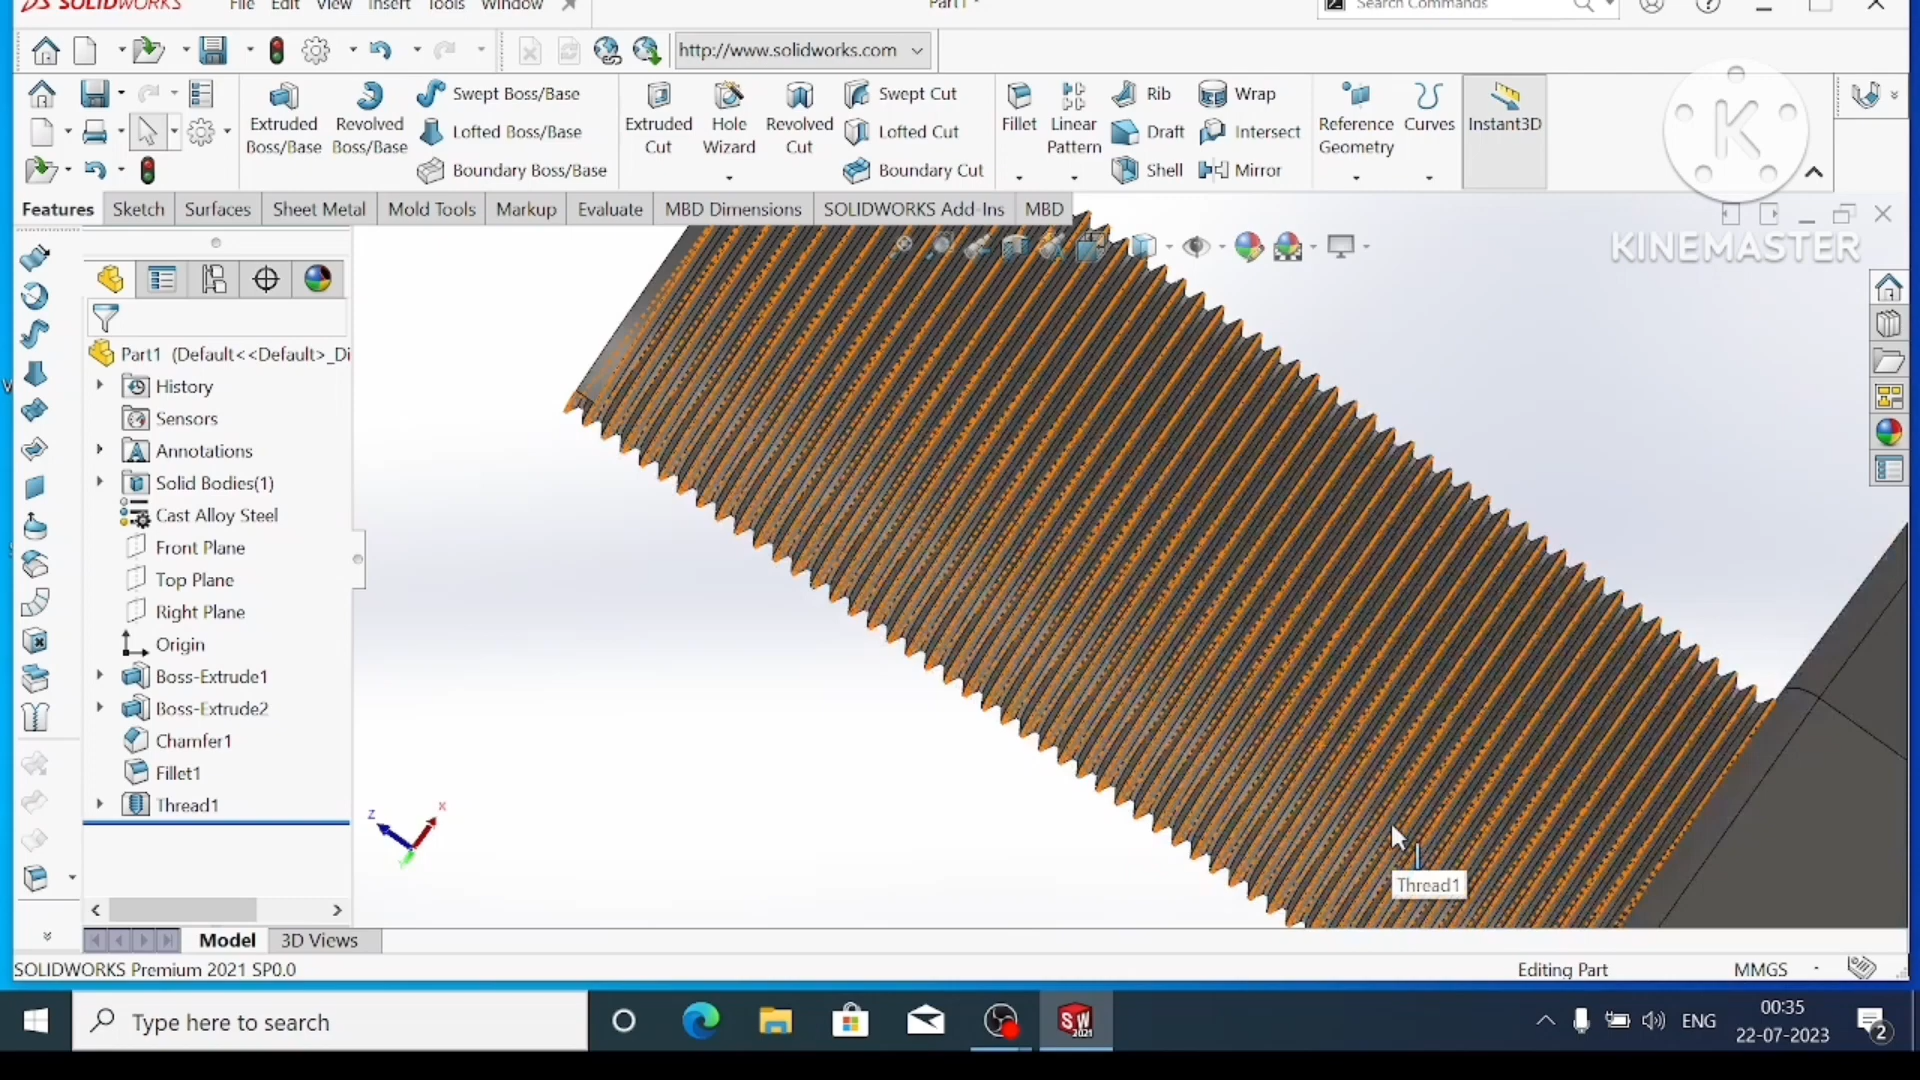 SOLIDWORKS File Edit View Insert Tools Window Part1 * Search Commands
http://www.solidworks.com
Extruded Boss/Base
Revolved Boss/Base
Swept Boss/Base
Lofted Boss/Base
Boundary Boss/Base
Extruded Cut
Hole Wizard
Revolved Cut
Swept Cut
Lofted Cut
Boundary Cut
Fillet
Linear Pattern
Rib
Draft
Shell
Wrap
Intersect
Mirror
Reference Geometry
Curves
Instant3D
K
KINEMASTER
Features Sketch Surfaces Sheet Metal Mold Tools Markup Evaluate MBD Dimensions SOLIDWORKS Add-Ins MBD
Part1 (Default<<Default>_Di
History
Sensors
A Annotations
Solid Bodies(1)
Cast Alloy Steel
Front Plane
Top Plane
Right Plane
Origin
Boss-Extrude1
Boss-Extrude2
Chamfer1
Fillet1
Thread1
Z X Y
Thread1
Model 3D Views
SOLIDWORKS Premium 2021 SP0.0 Editing Part MMGS
Type here to search
SW 2021
ENG
00:35
22-07-2023
2